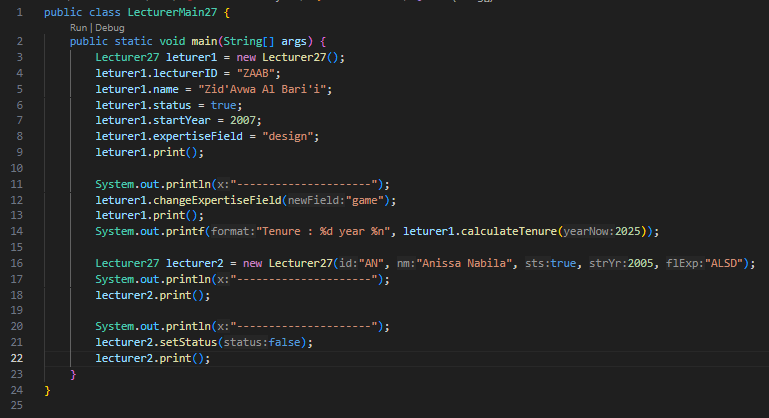 1 public class LecturerMain27 {
Run | Debug
2 public static void main(String[] args) {
3 Lecturer27 leturer1 = new Lecturer27();
4 leturer1.lecturerID = "ZAAB";
5 leturer1.name = "Zid'Avwa Al Bari'i";
6 leturer1.status = true;
7 leturer1.startYear = 2007;
8 leturer1.expertiseField = "design";
9 leturer1.print();
10
11 System.out.println(x:"---------------------");
12 leturer1.changeExpertiseField(newField:"game");
13 leturer1.print();
14 System.out.printf(format:"Tenure : %d year %n", leturer1.calculateTenure(yearNow:2025));
15
16 Lecturer27 lecturer2 = new Lecturer27(id:"AN", nm:"Anissa Nabila", sts:true, strYr:2005, flExp:"ALSD");
17 System.out.println(x:"---------------------");
18 lecturer2.print();
19
20 System.out.println(x:"---------------------");
21 lecturer2.setStatus(status:false);
22 lecturer2.print();
23 }
24 }
25